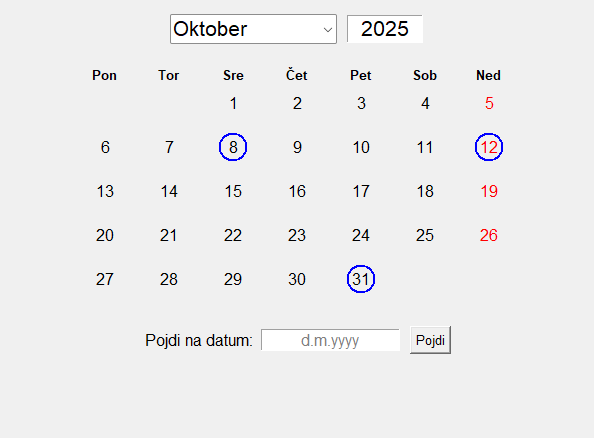 Oktober 2025
Pon Tor Sre Čet Pet Sob Ned
1 2 3 4 5
6 7 8 9 10 11 12
13 14 15 16 17 18 19
20 21 22 23 24 25 26
27 28 29 30 31
Pojdi na datum: d.m.yyyy Pojdi